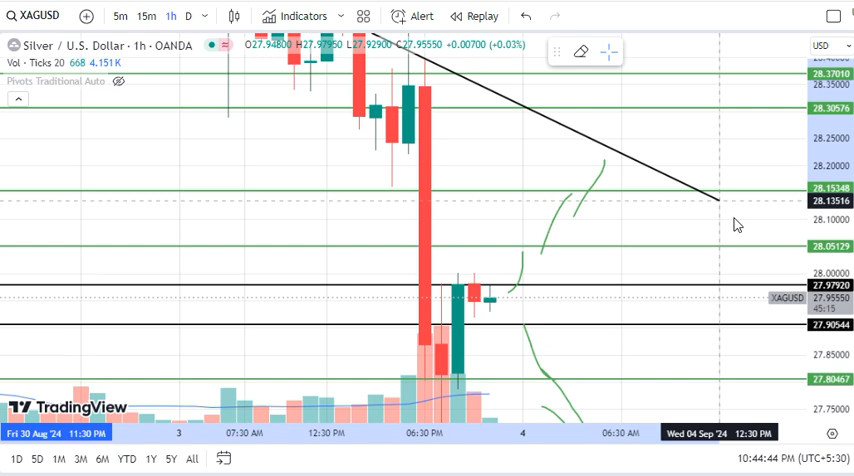 XAGUSD
5m 15m 1h D
Indicators
Alert
Replay
Silver / U.S. Dollar · 1h · OANDA
O27.94800 H27.97950 L27.92900 C27.95550 +0.00700 (+0.03%)
USD
Vol · Ticks 20 668 4.151 K
Pivots Traditional Auto
28.37010
28.35000
28.30576
28.25000
28.20000
28.15348
28.13516
28.10000
28.05129
28.00000
27.97920
XAGUSD 27.95550
45:15
27.90544
27.85000
27.80467
27.75000
TradingView
Fri 30 Aug '24 11:30 PM 3 07:30 AM 12:30 PM 06:30 PM 4 06:30 AM Wed 04 Sep '24 12:30 PM
1D 5D 1M 3M 6M YTD 1Y 5Y All
10:44:44 PM (UTC+5:30)